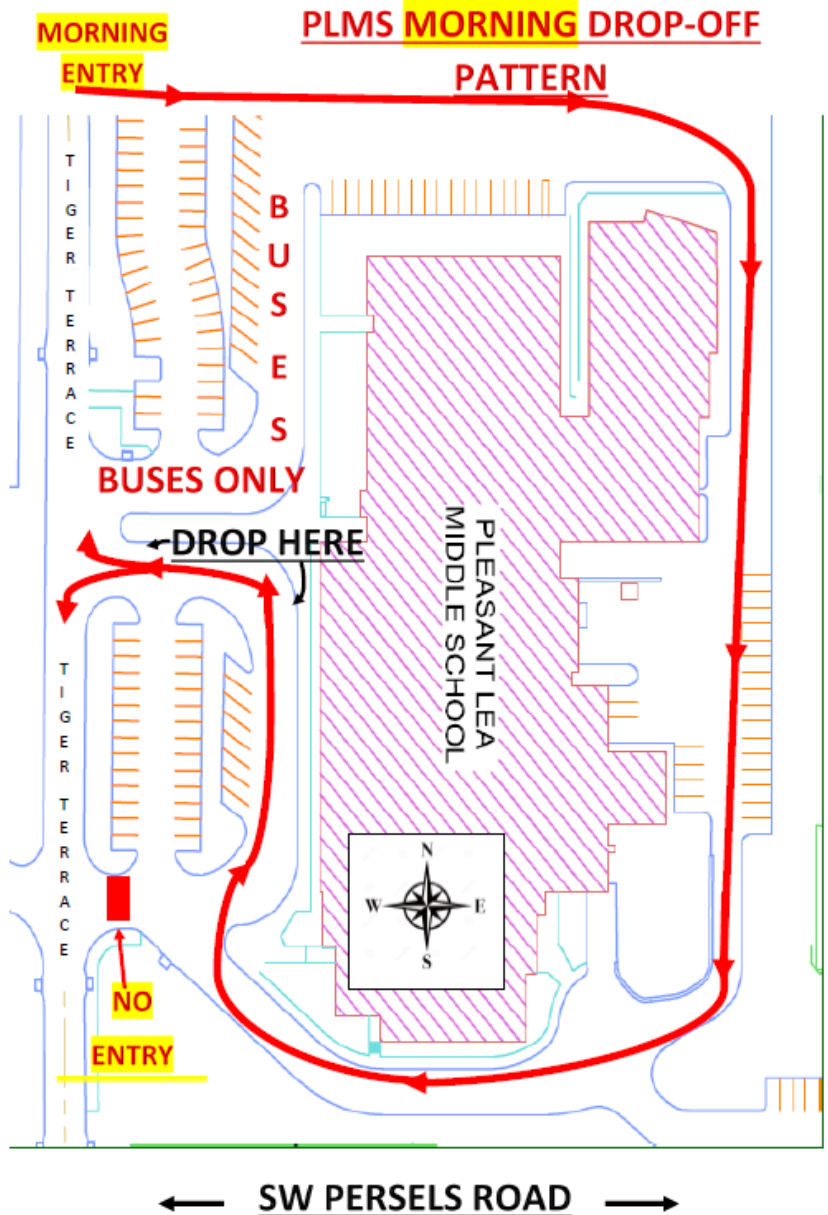 PLMS MORNING DROP-OFF
PATTERN
MORNING
ENTRY
TIGER TERRACE
BUSES
BUSES ONLY
DROP HERE
PLEASANT LEA
MIDDLE SCHOOL
TIGER TERRACE
N
W E
S
NO
ENTRY
SW PERSELS ROAD